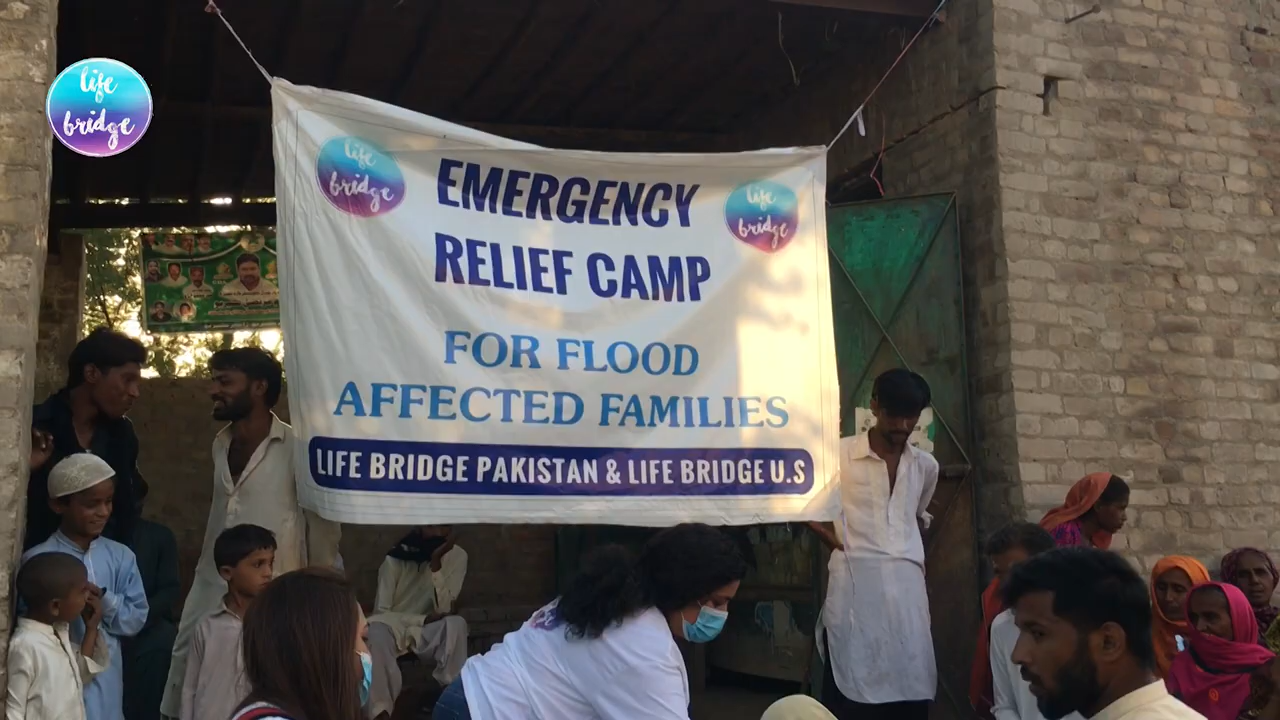 life
bridge
life
bridge
EMERGENCY
RELIEF CAMP
life
bridge
FOR FLOOD
AFFECTED FAMILIES
LIFE BRIDGE PAKISTAN & LIFE BRIDGE U.S